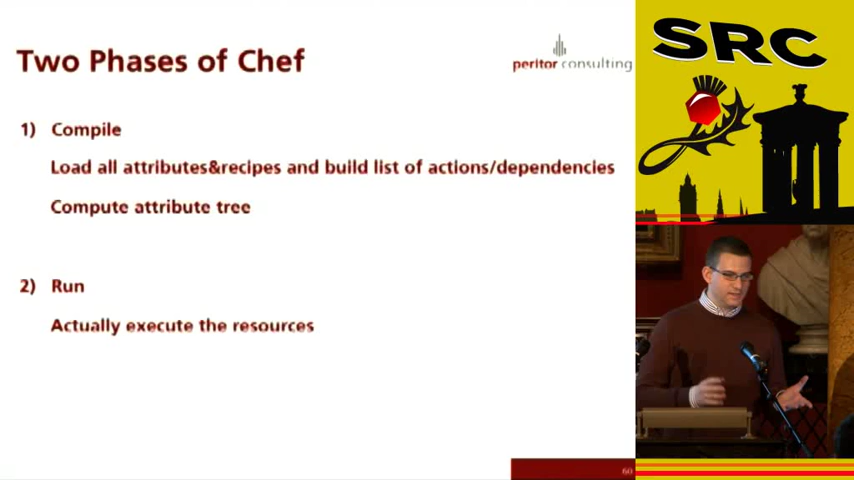 Two Phases of Chef
peritor consulting
1) Compile
Load all attributes&recipes and build list of actions/dependencies
Compute attribute tree
2) Run
Actually execute the resources
60
SRC